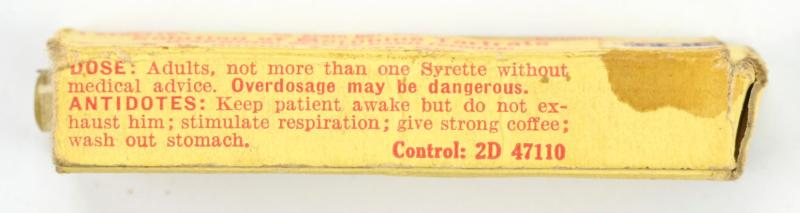 DOSE: Adults, not more than one Syrette without
medical advice. Overdosage may be dangerous.
ANTIDOTES: Keep patient awake but do not ex-
haust him; stimulate respiration; give strong coffee;
wash out stomach.
Control: 2D 47110